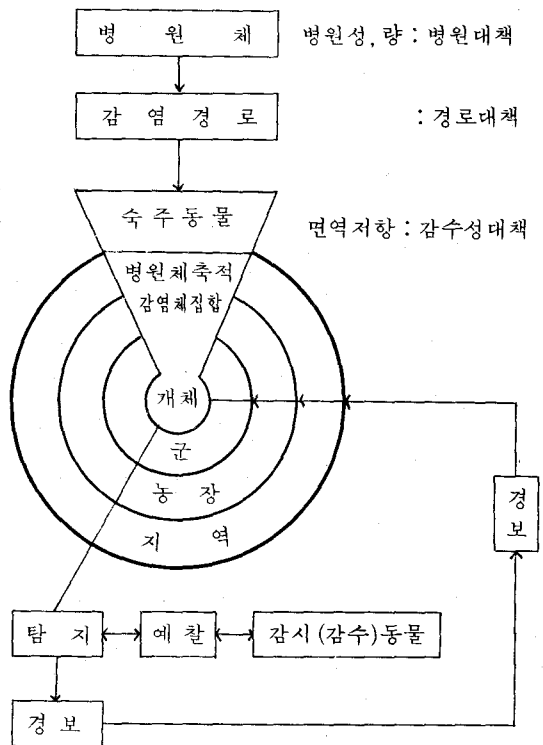 병 원 체 병원성, 량 : 병원대책
감 염 경 로 : 경로대책
숙 주 동 물
면역저항 : 감수성대책
병원체축적
감염체집합
개체
군
농 장
지 역
경
보
탐 지 예 찰 감시(감수)동물
경 보